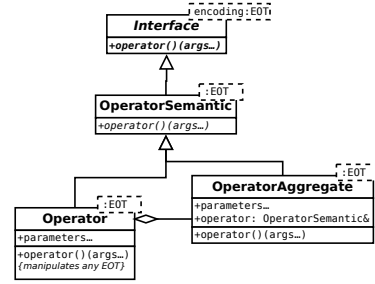 encoding:EOT
Interface
+operator()(args…)
:EOT
OperatorSemantic
+operator()(args…)
:EOT
OperatorAggregate
+parameters…
+operator: OperatorSemantic&
+operator()(args…)
:EOT
Operator
+parameters…
+operator()(args…)
{manipulates any EOT}